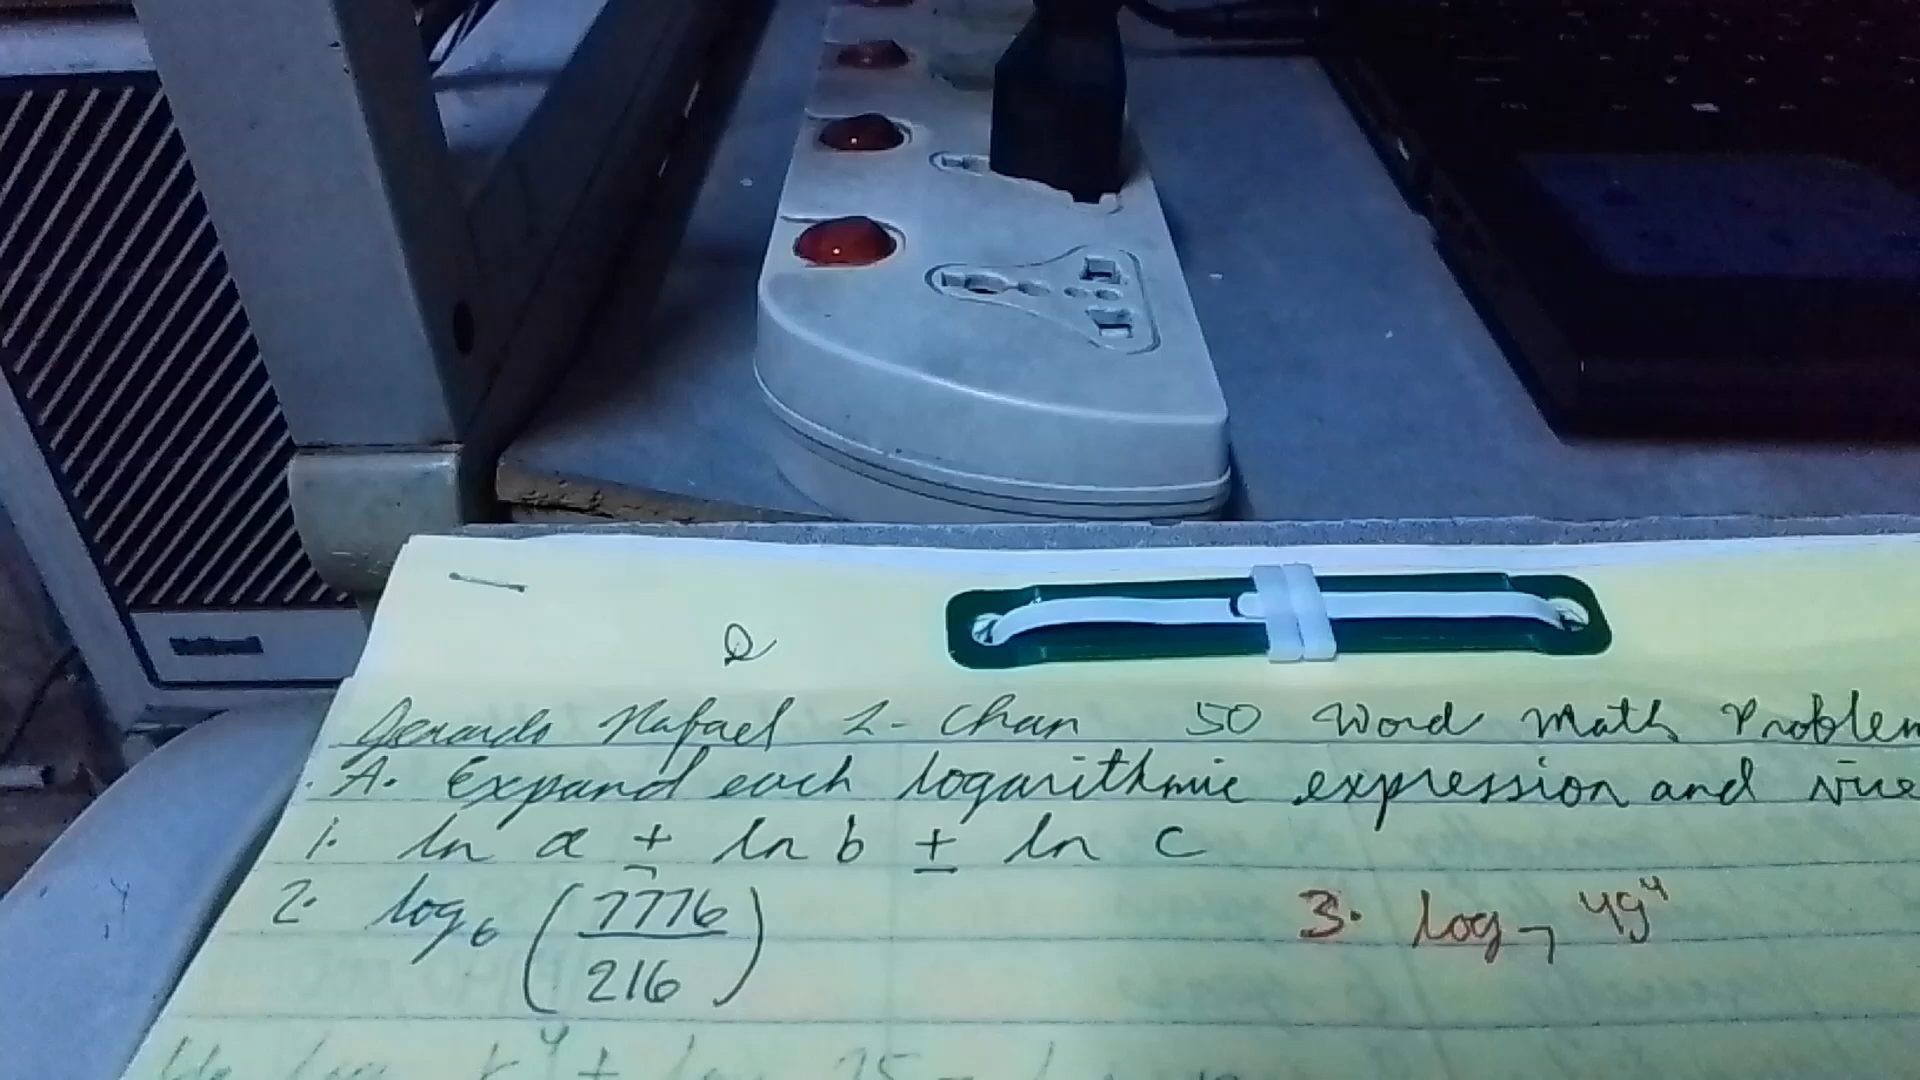 Gerardo Rafael L. Chan 50 Word Math Problem
A. Expand each logarithmic expression and vice
1. ln a ± ln b ± ln c
2. log₆ (7776/216)
3. log₇ 49⁴